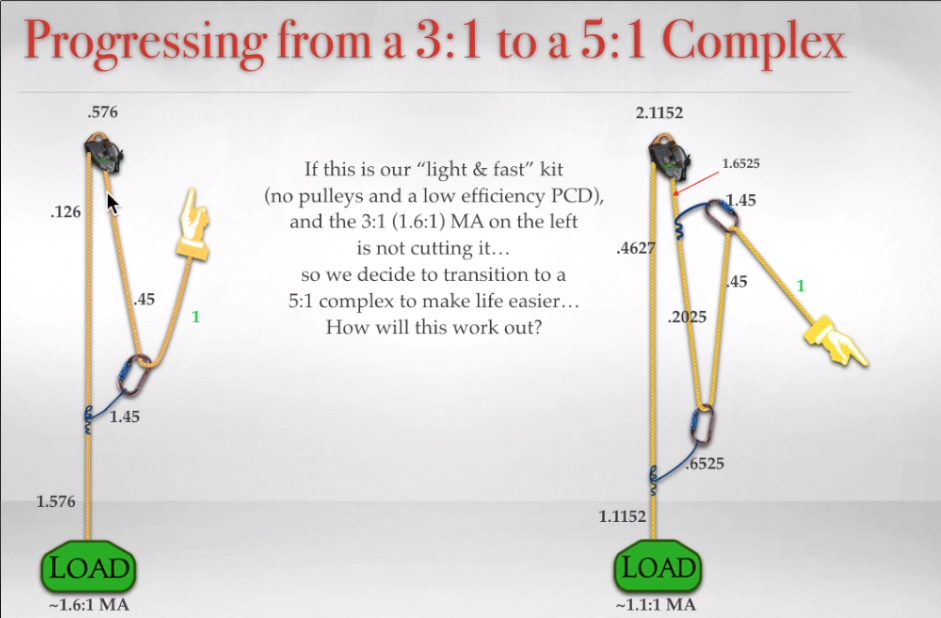 Progressing from a 3:1 to a 5:1 Complex
.576
2.1152
If this is our “light & fast” kit
(no pulleys and a low efficiency PCD),
and the 3:1 (1.6:1) MA on the left
is not cutting it…
so we decide to transition to a
5:1 complex to make life easier…
How will this work out?
.126
.45
1
1.45
1.576
LOAD
~1.6:1 MA
1.6525
1.45
.4627
.45
1
.2025
.6525
1.1152
LOAD
~1.1:1 MA